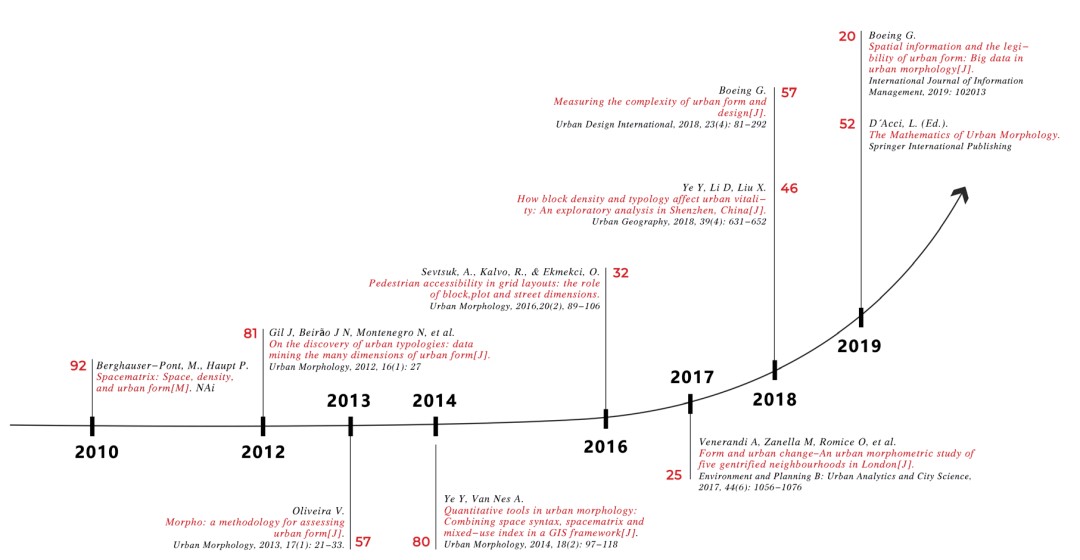 20
Boeing G.
Spatial information and the legi-
bility of urban form: Big data in
urban morphology[J].
International Journal of Information
Management, 2019: 102013
57
Boeing G.
Measuring the complexity of urban form and
design[J].
Urban Design International, 2018, 23(4): 81-292
52
D'Acci, L. (Ed.).
The Mathematics of Urban Morphology.
Springer International Publishing
46
Ye Y, Li D, Liu X.
How block density and typology affect urban vitali-
ty: An exploratory analysis in Shenzhen, China[J].
Urban Geography, 2018, 39(4): 631-652
32
Sevtsuk, A., Kalvo, R., & Ekmekci, O.
Pedestrian accessibility in grid layouts: the role
of block,plot and street dimensions.
Urban Morphology, 2016,20(2), 89-106
81
Gil J, Beirão J N, Montenegro N, et al.
On the discovery of urban typologies: data
mining the many dimensions of urban form[J].
Urban Morphology, 2012, 16(1): 27
92
Berghauser-Pont, M., Haupt P.
Spacematrix: Space, density,
and urban form[M]. NAi
2010
2012
2013
2014
2016
2017
2018
2019
25
Venerandi A, Zanella M, Romice O, et al.
Form and urban change-An urban morphometric study of
five gentrified neighbourhoods in London[J].
Environment and Planning B: Urban Analytics and City Science,
2017, 44(6): 1056-1076
57
Oliveira V.
Morpho: a methodology for assessing
urban form[J].
Urban Morphology, 2013, 17(1): 21-33.
80
Ye Y, Van Nes A.
Quantitative tools in urban morphology:
Combining space syntax, spacematrix and
mixed-use index in a GIS framework[J].
Urban Morphology, 2014, 18(2): 97-118